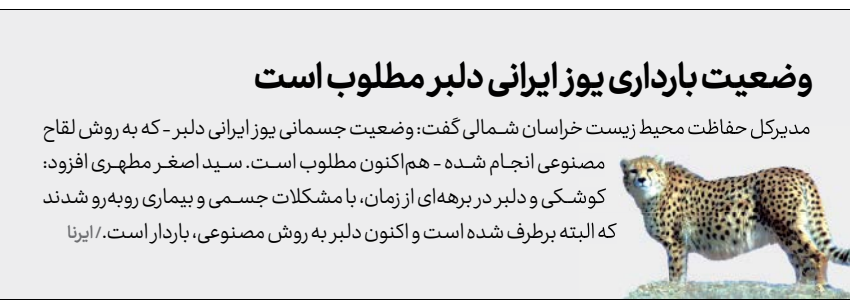 وضعیت بارداری یوز ایرانی دلبر مطلوب است
مدیرکل حفاظت محیط زیست خراسان شمالی گفت: وضعیت جسمانی یوز ایرانی دلبر - که به روش لقاح
مصنوعی انجام شده - هم‌اکنون مطلوب است. سید اصغر مطهری افزود:
کوشکی و دلبر در برهه‌ای از زمان، با مشکلات جسمی و بیماری روبه‌رو شدند
که البته برطرف شده است و اکنون دلبر به روش مصنوعی، باردار است./ایرنا